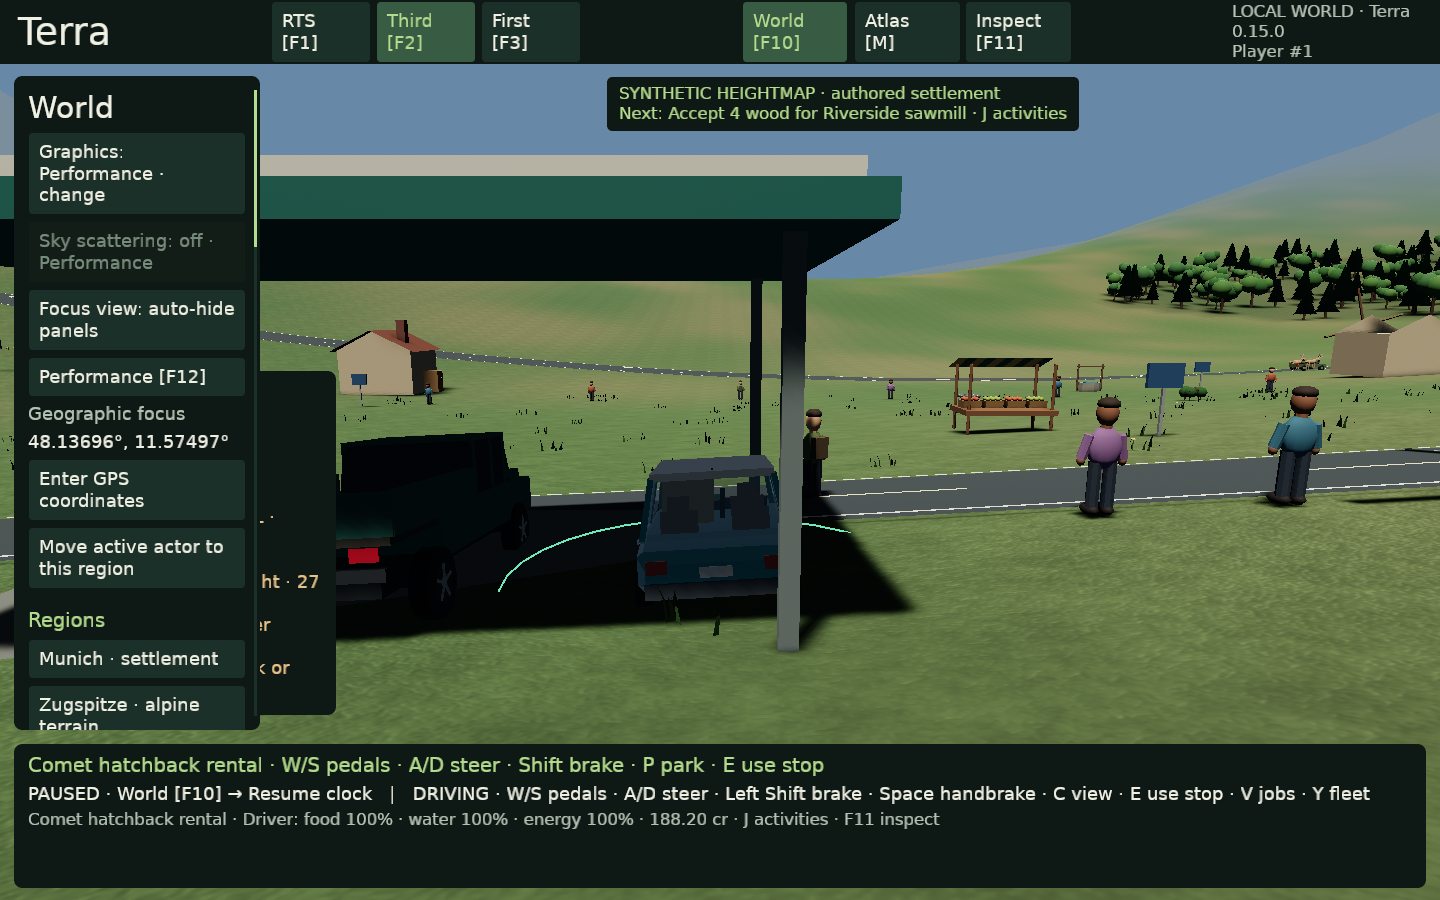 Terra
RTS
[F1]
Third
[F2]
First
[F3]
World
[F10]
Atlas
[M]
Inspect
[F11]
LOCAL WORLD · Terra
0.15.0
Player #1
SYNTHETIC HEIGHTMAP · authored settlement
Next: Accept 4 wood for Riverside sawmill · J activities
World
Graphics:
Performance ·
change
Sky scattering: off ·
Performance
Focus view: auto-hide
panels
Performance [F12]
Geographic focus
48.13696°, 11.57497°
Enter GPS
coordinates
Move active actor to
this region
Regions
Munich · settlement
Zugspitze · alpine
terrain
· 27
or
Comet hatchback rental · W/S pedals · A/D steer · Shift brake · P park · E use stop
PAUSED · World [F10] → Resume clock | DRIVING · W/S pedals · A/D steer · Left Shift brake · Space handbrake · C view · E use stop · V jobs · Y fleet
Comet hatchback rental · Driver: food 100% · water 100% · energy 100% · 188.20 cr · J activities · F11 inspect